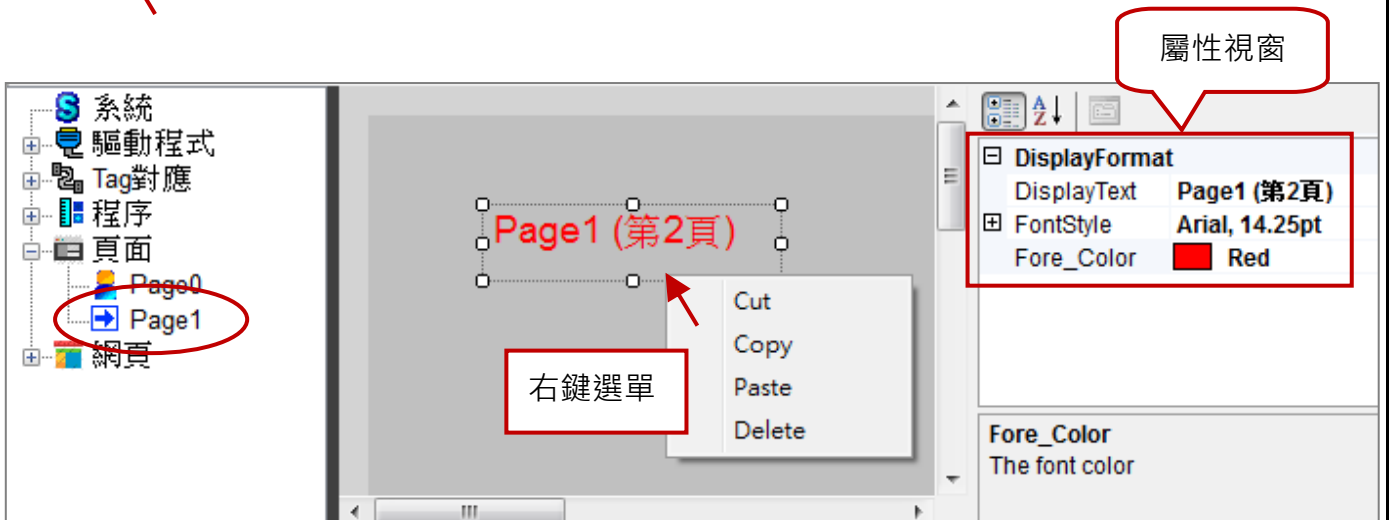 屬性視窗
系統
驅動程式
Tag對應
程序
頁面
Page0
Page1
網頁
Page1 (第2頁)
Cut
Copy
Paste
Delete
右鍵選單
DisplayFormat
DisplayText Page1 (第2頁)
FontStyle Arial, 14.25pt
Fore_Color Red
Fore_Color
The font color